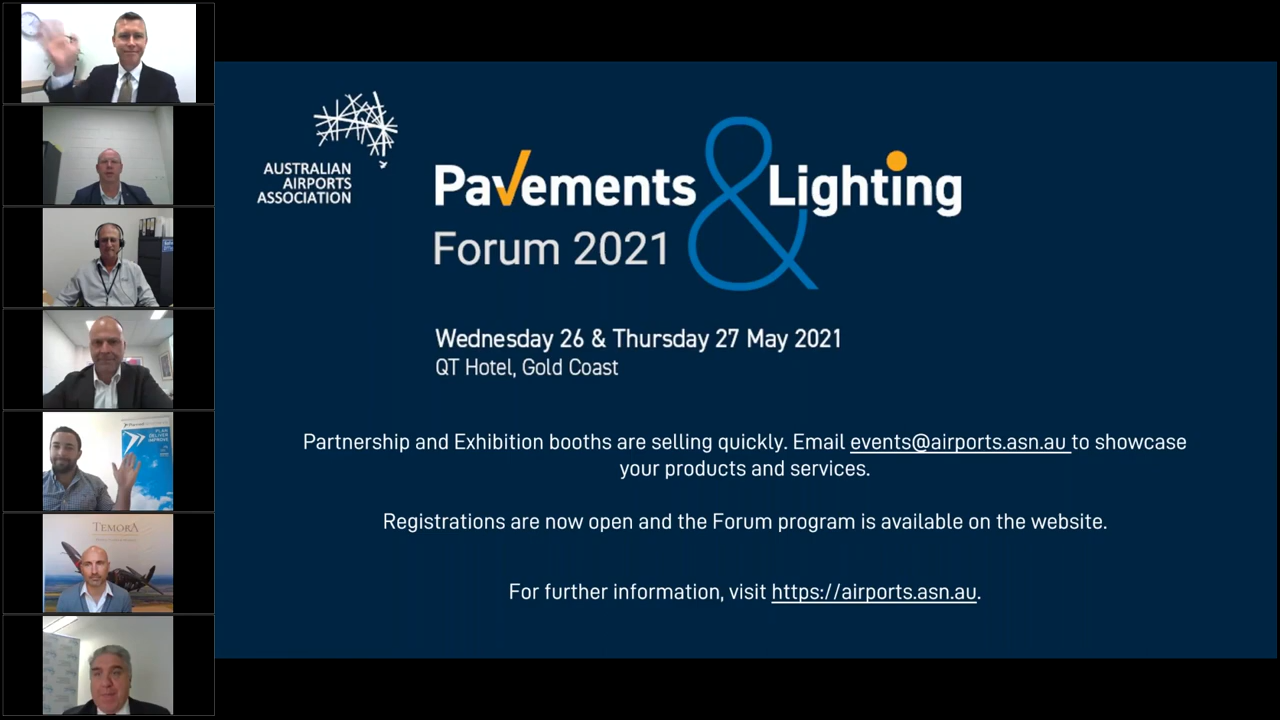 AUSTRALIAN
AIRPORTS
ASSOCIATION
Pavements & Lighting
Forum 2021
Wednesday 26 & Thursday 27 May 2021
QT Hotel, Gold Coast
Partnership and Exhibition booths are selling quickly. Email events@airports.asn.au to showcase
your products and services.
Registrations are now open and the Forum program is available on the website.
For further information, visit https://airports.asn.au.
PLAN
DELIVER
IMPROVE
TEMORA